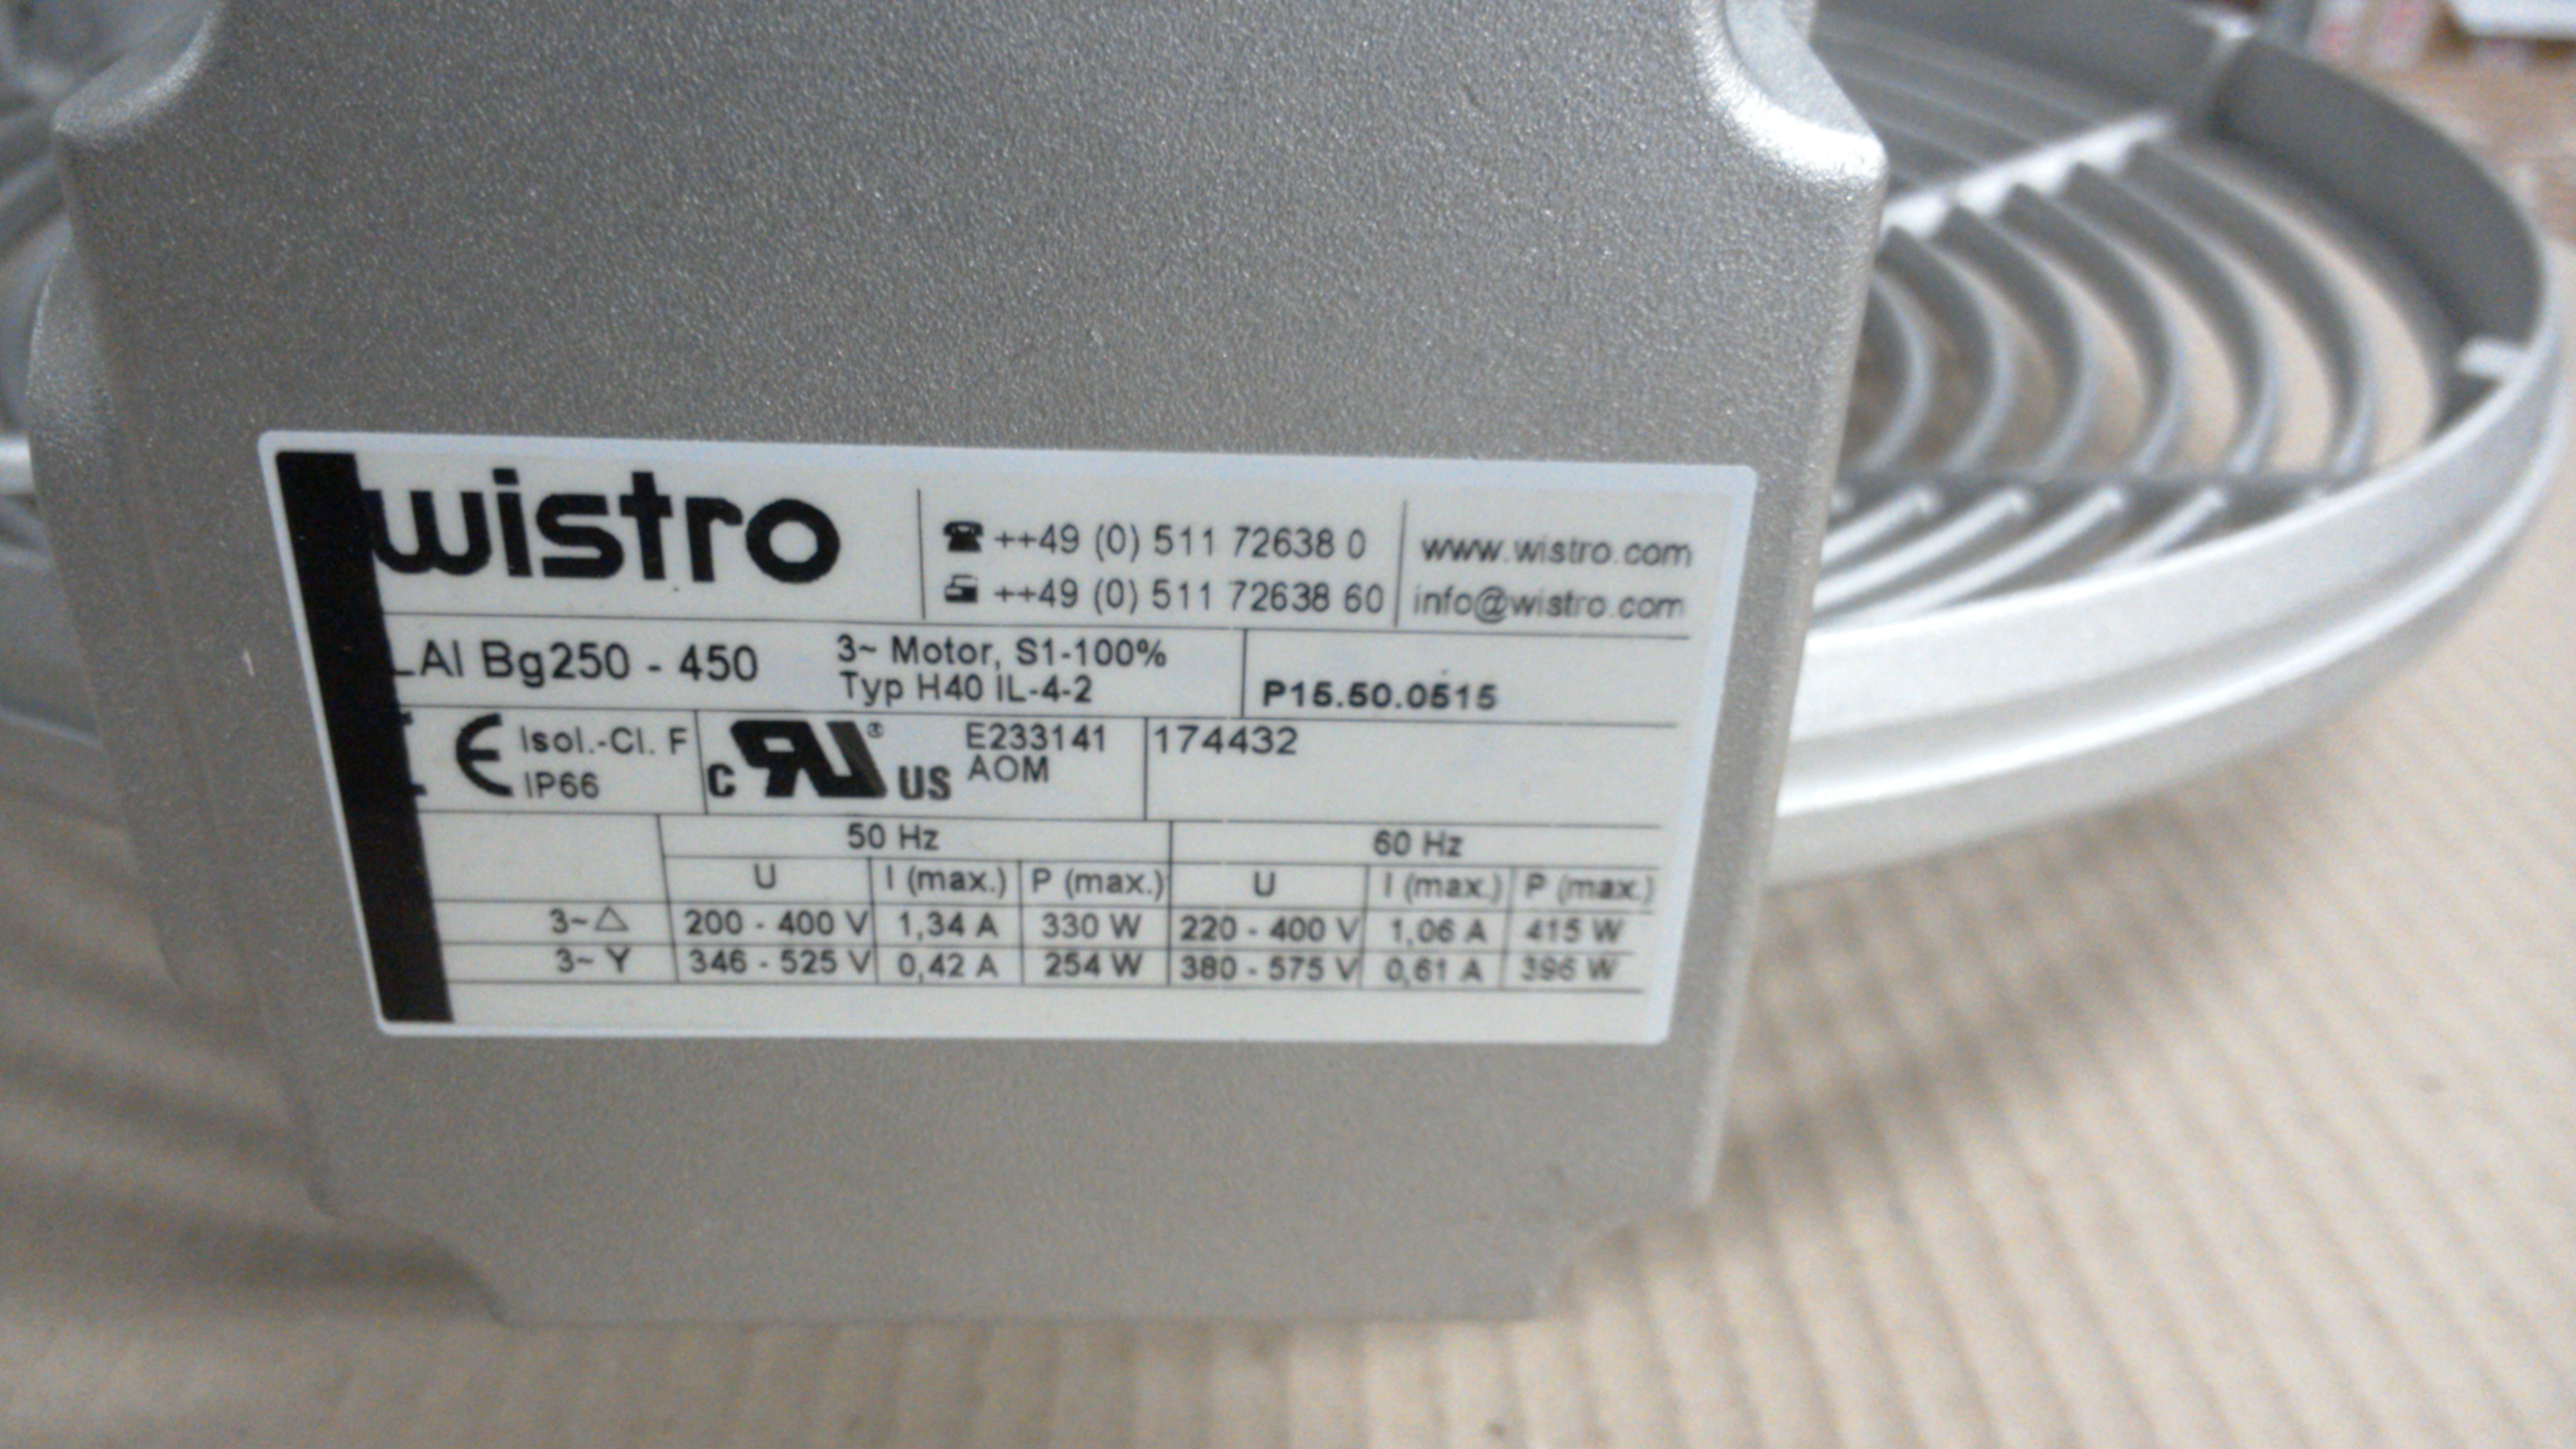 wistro
++49 (0) 511 72638 0
++49 (0) 511 72638 60
www.wistro.com
info@wistro.com
LAI Bg250 - 450
3~ Motor, S1-100%
Typ H40 IL-4-2
P15.50.0515
CE Isol.-Cl. F
IP66
c RU® US
E233141
AOM
174432
50 Hz 60 Hz
U I (max.) P (max.) U I (max.) P (max.)
3~△ 200 - 400 V 1,34 A 330 W 220 - 400 V 1,06 A 415 W
3~ Y 346 - 525 V 0,42 A 254 W 380 - 575 V 0,61 A 396 W